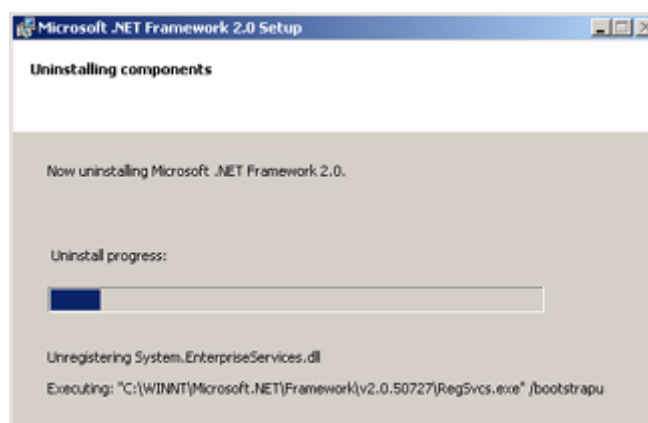 Microsoft .NET Framework 2.0 Setup
Uninstalling components
Now uninstalling Microsoft .NET Framework 2.0.
Uninstall progress:
Unregistering System.EnterpriseServices.dll
Executing: "C:\WINNT\Microsoft.NET\Framework\v2.0.50727\RegSvcs.exe" /bootstrapu